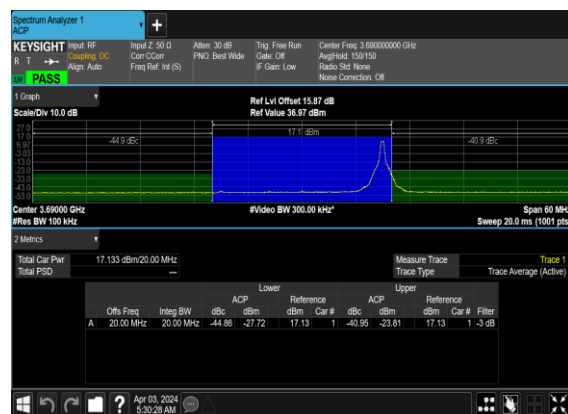 Spectrum Analyzer 1
ACP
+
KEYSIGHT Input: RF Input Z: 50 Ω Atten: 30 dB Trig: Free Run Center Freq: 3.690000000 GHz
R T Coupling: DC Corr CCorr PNO: Best Wide Gate: Off Avg|Hold: 150/150
Align: Auto Freq Ref: Int (S) IF Gain: Low Radio Std: None
PASS Noise Correction: Off
1 Graph
Ref Lvl Offset 15.87 dB
Scale/Div 10.0 dB Ref Value 36.97 dBm
27.0
17.0 17.1 dBm
6.97 -44.9 dBc -40.9 dBc
-3.03
-13.0
-23.0
-33.0
-43.0
-53.0
Center 3.69000 GHz #Video BW 300.00 kHz* Span 60 MHz
#Res BW 100 kHz Sweep 20.0 ms (1001 pts)
2 Metrics
Total Car Pwr 17.133 dBm/20.00 MHz Measure Trace Trace 1
Total PSD --- Trace Type Trace Average (Active)
Lower Upper
ACP Reference ACP Reference
Offs Freq Integ BW dBc dBm dBm Car # dBc dBm dBm Car # Filter
A 20.00 MHz 20.00 MHz -44.86 -27.72 17.13 1 -40.95 -23.81 17.13 1 -3 dB
?
Apr 03, 2024
5:30:28 AM